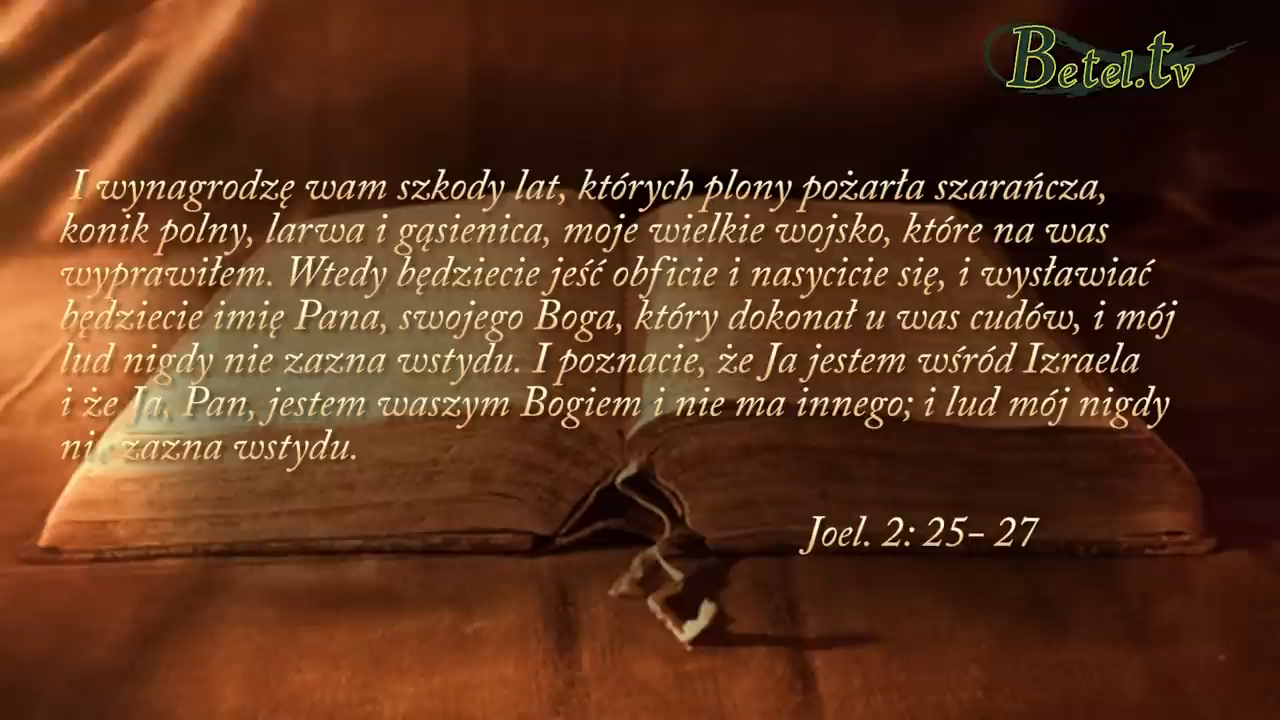 Betel.tv
I wynagrodzę wam szkody lat, których plony pożarła szarańcza,
konik polny, larwa i gąsienica, moje wielkie wojsko, które na was
wyprawiłem. Wtedy będziecie jeść obficie i nasycicie się, i wysławiać
będziecie imię Pana, swojego Boga, który dokonał u was cudów, i mój
lud nigdy nie zazna wstydu. I poznacie, że Ja jestem wśród Izraela
i że Ja, Pan, jestem waszym Bogiem i nie ma innego; i lud mój nigdy
nie zazna wstydu.
Joel. 2: 25- 27